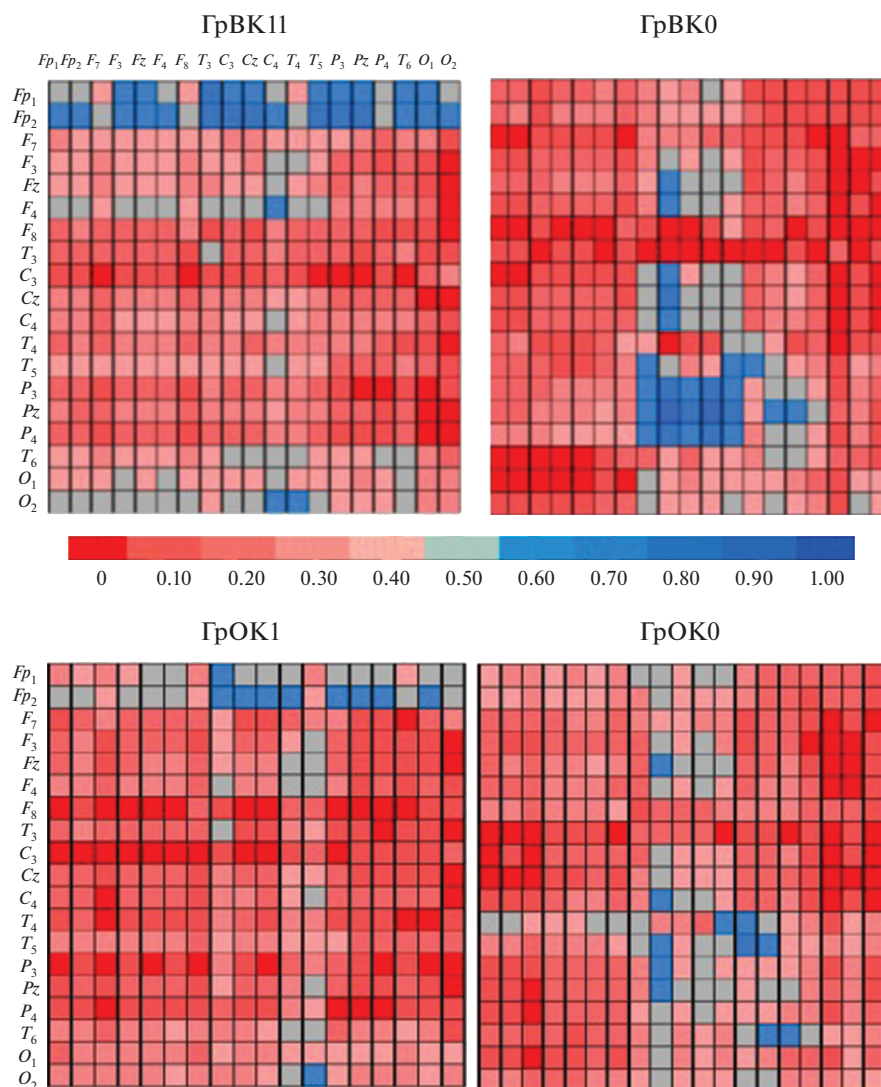 ГрВК11 ГрВК0
Fp₁ Fp₂ F₇ F₃ Fz F₄ F₈ T₃ C₃ Cz C₄ T₄ T₅ P₃ Pz P₄ T₆ O₁ O₂
Fp₁
Fp₂
F₇
F₃
Fz
F₄
F₈
T₃
C₃
Cz
C₄
T₄
T₅
P₃
Pz
P₄
T₆
O₁
O₂
0 0.10 0.20 0.30 0.40 0.50 0.60 0.70 0.80 0.90 1.00
ГрОК1 ГрОК0
Fp₁
Fp₂
F₇
F₃
Fz
F₄
F₈
T₃
C₃
Cz
C₄
T₄
T₅
P₃
Pz
P₄
T₆
O₁
O₂